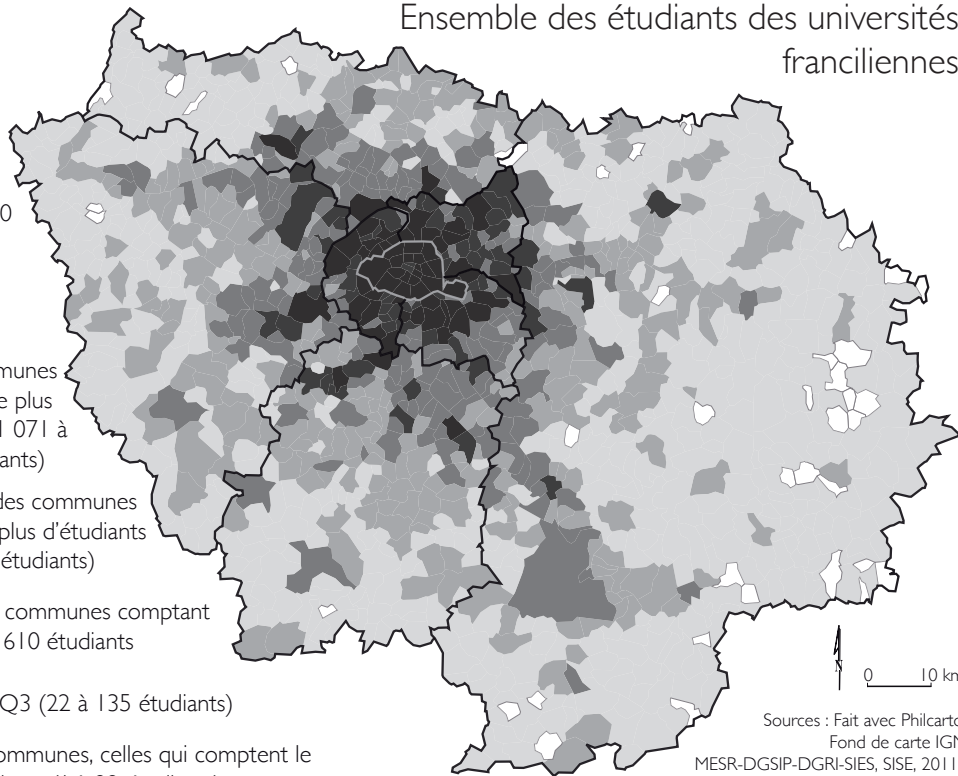 Ensemble des étudiants des universités
franciliennes
0
munes
e plus
1 071 à
ants)
des communes
plus d’étudiants
étudiants)
communes comptant
610 étudiants
Q3 (22 à 135 étudiants)
communes, celles qui comptent le
N
0 10 km
Sources : Fait avec Philcarto
Fond de carte IGN
MESR-DGSIP-DGRI-SIES, SISE, 2011